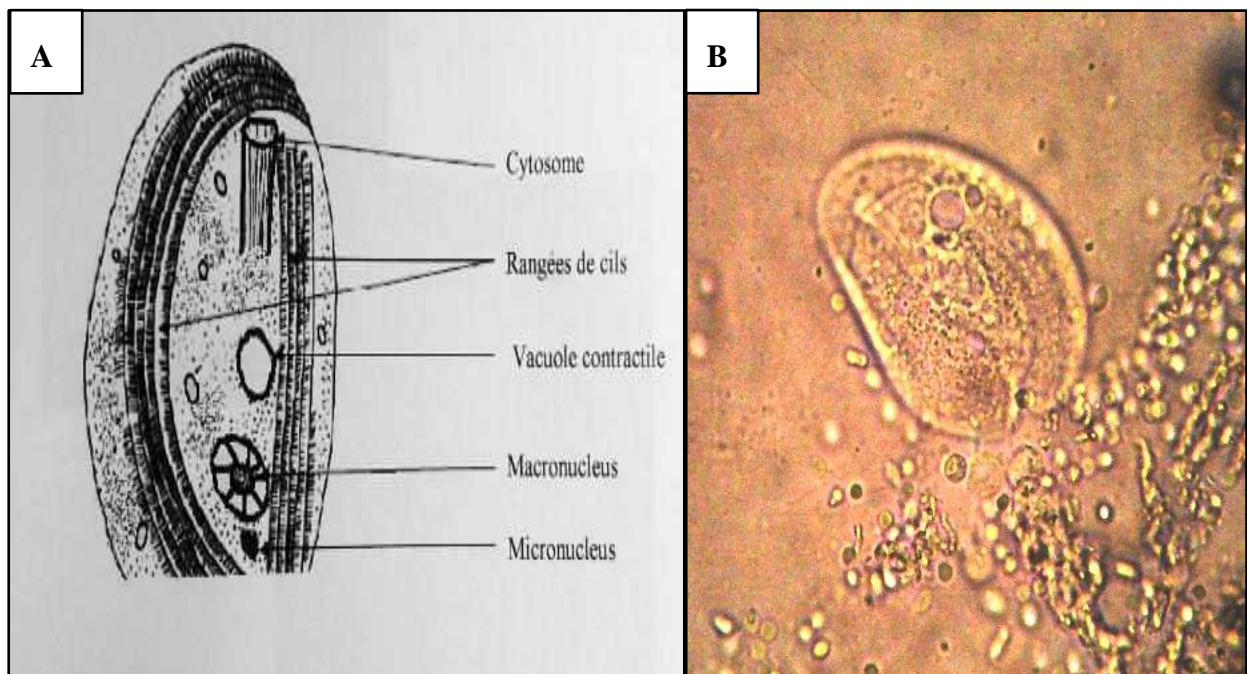 A
B
Cytosome
Rangées de cils
Vacuole contractile
Macronucleus
Micronucleus